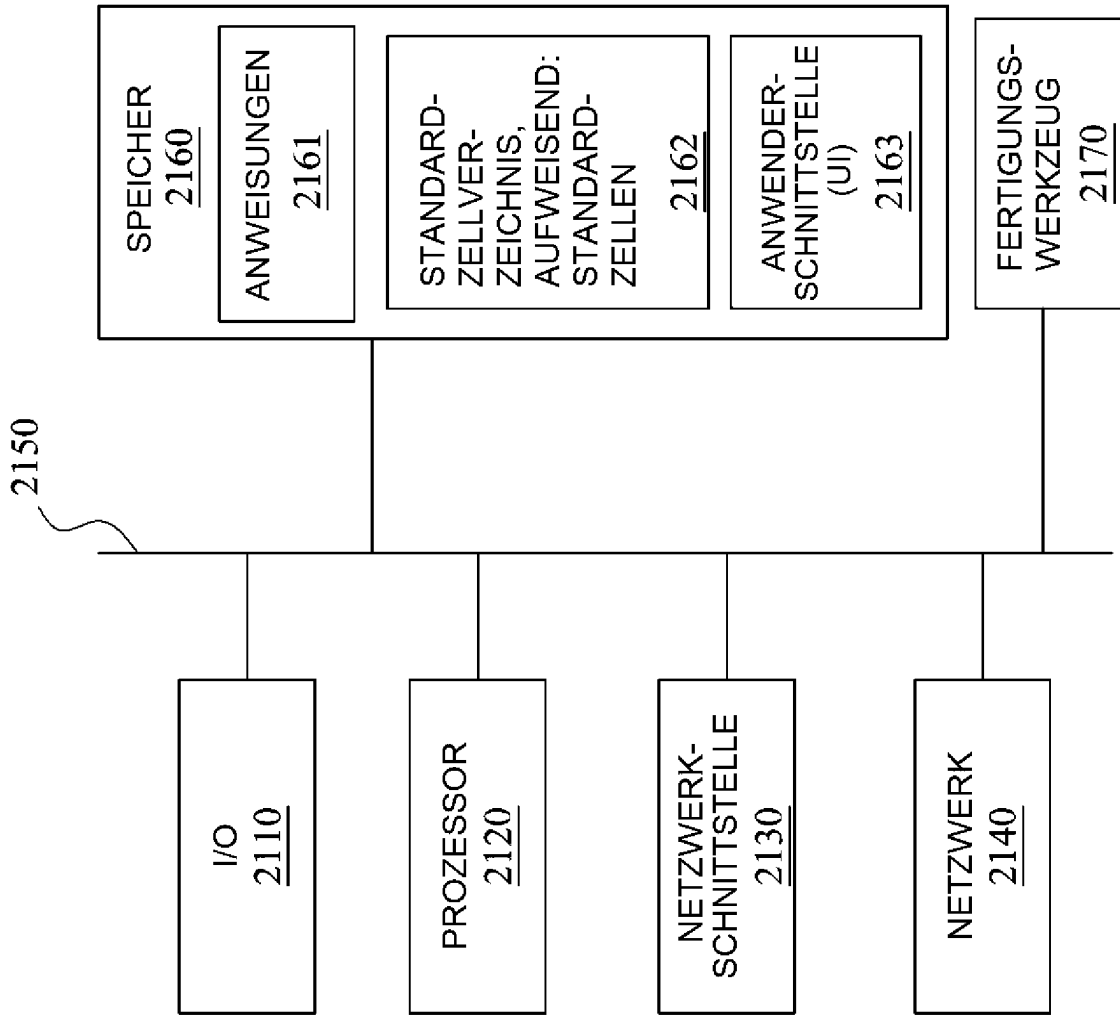 2150
I/O
2110
PROZESSOR
2120
NETZWERK-
SCHNITTSTELLE
2130
NETZWERK
2140
SPEICHER
2160
ANWEISUNGEN
2161
STANDARD-
ZELLVER-
ZEICHNIS,
AUFWEISEND:
STANDARD-
ZELLEN
2162
ANWENDER-
SCHNITTSTELLE
(UI)
2163
FERTIGUNGS-
WERKZEUG
2170